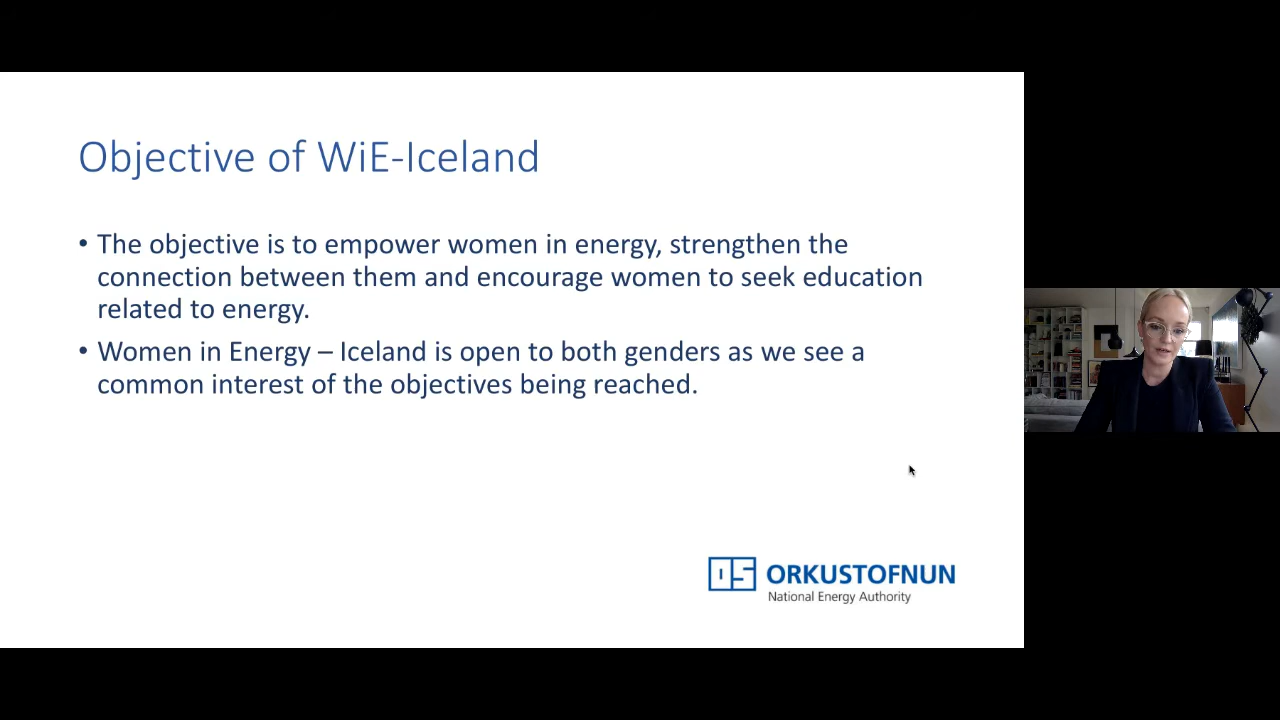 Objective of WiE-Iceland
• The objective is to empower women in energy, strengthen the
connection between them and encourage women to seek education
related to energy.
• Women in Energy – Iceland is open to both genders as we see a
common interest of the objectives being reached.
OS ORKUSTOFNUN
National Energy Authority